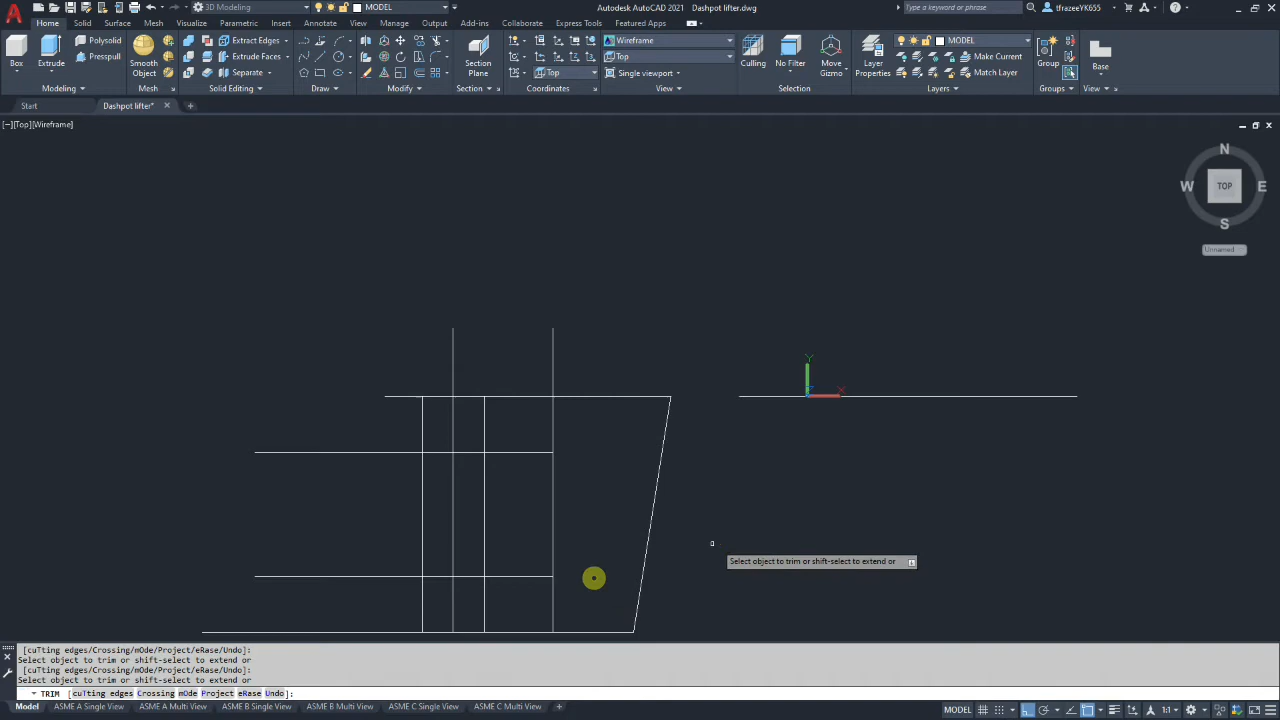 3D Modeling
MODEL
Autodesk AutoCAD 2021 Dashpot lifter.dwg
Type a keyword or phrase
tfrazeeYK655
Home Solid Surface Mesh Visualize Parametric Insert Annotate View Manage Output Add-ins Collaborate Express Tools Featured Apps
Polysolid
Presspull
Box Extrude
Smooth
Object
Extract Edges
Extrude Faces
Separate
Section
Plane
Top
Wireframe
Top
Single viewport
Culling No Filter Move
Gizmo
Layer
Properties
MODEL
Make Current
Match Layer
Group
Base
Modeling Mesh Solid Editing Draw Modify Section Coordinates View Selection Layers Groups View
Start Dashpot lifter*
[−][Top][Wireframe]
N
W TOP E
S
Unnamed
Y
X
Select object to trim or shift-select to extend or
[cuTting edges/Crossing/mOde/Project/eRase/Undo]:
Select object to trim or shift-select to extend or
[cuTting edges/Crossing/mOde/Project/eRase/Undo]:
Select object to trim or shift-select to extend or
TRIM [cuTting edges Crossing mOde Project eRase Undo]:
Model ASME A Single View ASME A Multi View ASME B Single View ASME B Multi View ASME C Single View ASME C Multi View
MODEL 1:1